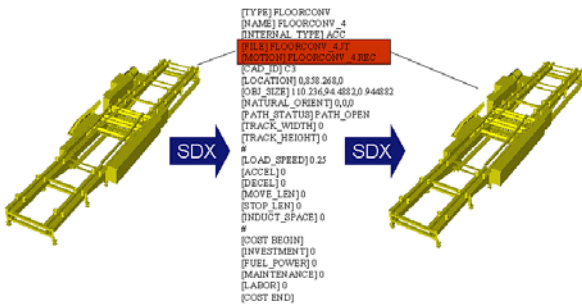 [TYPE] FLOORCONV
[NAME] FLOORCONV_4
[INTERNAL_TYPE] ACC
[FILE] FLOORCONV_4.JT
[MOTION] FLOORCONV_4.REC
[CAD_ID] C3
[LOCATION] 0,858.268,0
[OBJ_SIZE] 110.236,94.4882,0.944882
[NATURAL_ORIENT] 0,0,0
[PATH_STATUS] PATH_OPEN
[TRACK_WIDTH] 0
[TRACK_HEIGHT] 0
#
SDX
SDX
[LOAD_SPEED] 0.25
[ACCEL] 0
[DECEL] 0
[MOVE_LEN] 0
[STOP_LEN] 0
[INDUCT_SPACE] 0
#
[COST BEGIN]
[INVESTMENT] 0
[FUEL_POWER] 0
[MAINTENANCE] 0
[LABOR] 0
[COST END]